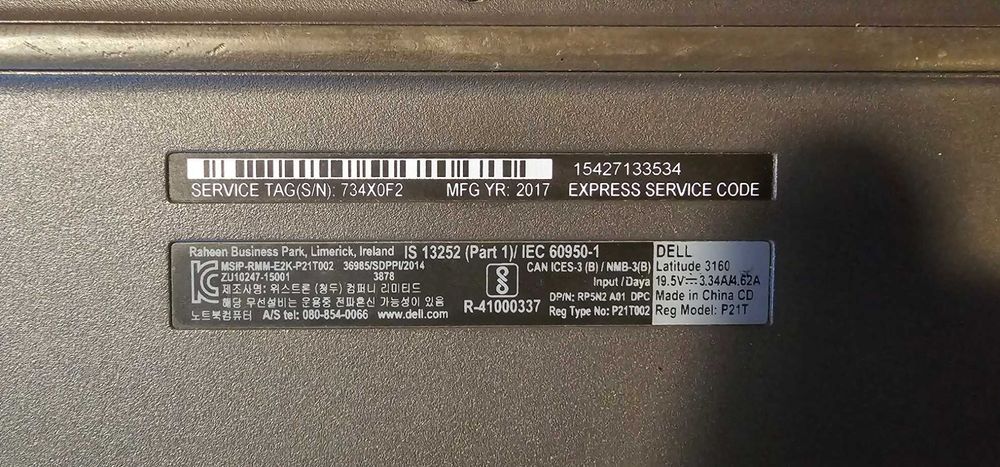 15427133534
SERVICE TAG(S/N): 734X0F2 MFG YR: 2017 EXPRESS SERVICE CODE
Raheen Business Park, Limerick, Ireland IS 13252 (Part 1)/ IEC 60950-1
MSIP-RMM-E2K-P21T002 36985/SDPPI/2014
ZU10247-15001 3878
제조사명: 위스트론 (청두) 컴퍼니 리미티드
해당 무선설비는 운용중 전파혼신 가능성이 있음
노트북컴퓨터 A/S tel: 080-854-0066 www.dell.com
R-41000337
CAN ICES-3 (B) / NMB-3(B)
Input / Daya
DP/N: RP5N2 A01 DPC
Reg Type No: P21T002
DELL
Latitude 3160
19.5V⎓3.34A/4.62A
Made in China CD
Reg Model: P21T